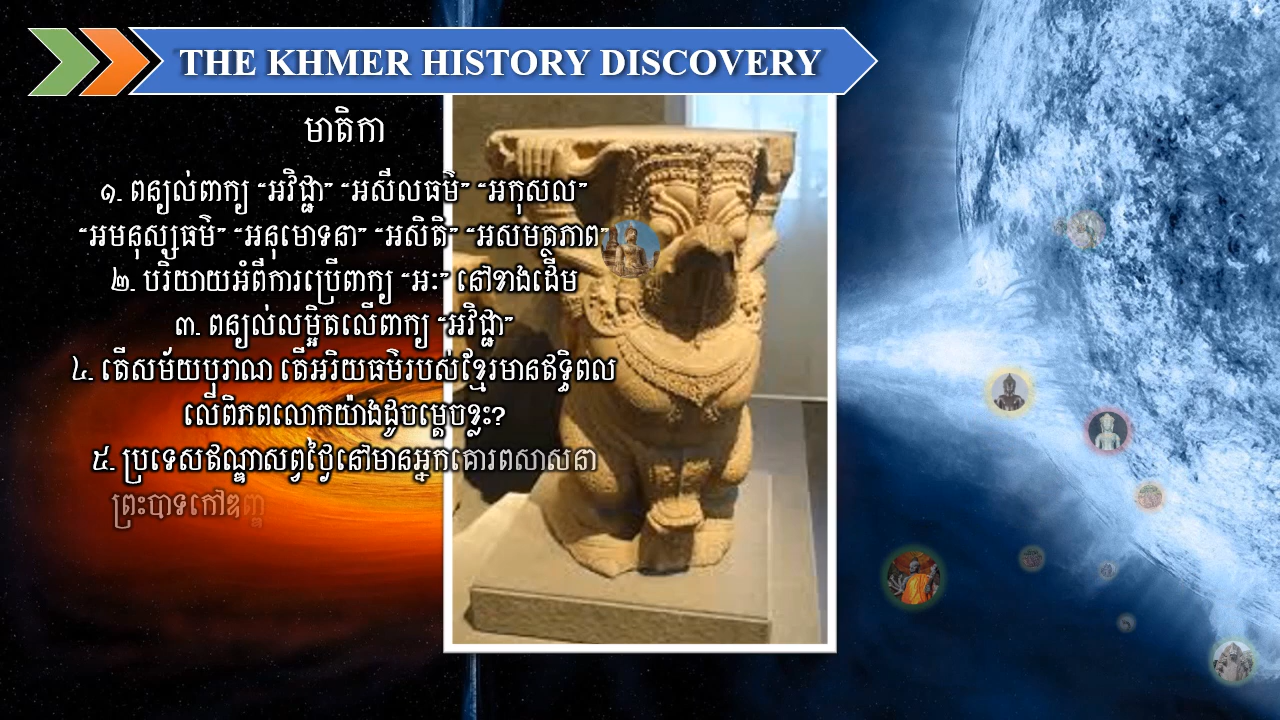 THE KHMER HISTORY DISCOVERY
មាតិកា
១. ពន្យល់ពាក្យ “អវិជ្ជា” “អសីលធម៌” “អកុសល”
“អមនុស្សធម៌” “អនុមោទនា” “អសិតិ” “អសមត្ថភាព”
២. បរិយាយអំពីការប្រើពាក្យ “អៈ” នៅខាងដើម
៣. ពន្យល់លម្អិតលើពាក្យ “អវិជ្ជា”
៤. តើសម័យបុរាណ តើអរិយធម៌របស់ខ្មែរមានឥទ្ធិពល
លើពិភពលោកយ៉ាងដូចម្ដេចខ្លះ?
៥. ប្រទេសឥណ្ឌាសព្វថ្ងៃនៅមានអ្នកគោរពសាសនា
ព្រះបាទកៅឌញ្ឌ